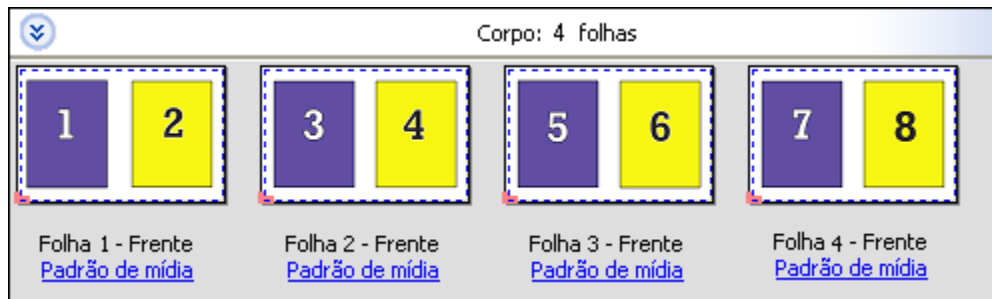 Corpo: 4 folhas
1 2 3 4 5 6 7 8
Folha 1 - Frente Folha 2 - Frente Folha 3 - Frente Folha 4 - Frente
Padrão de mídia Padrão de mídia Padrão de mídia Padrão de mídia